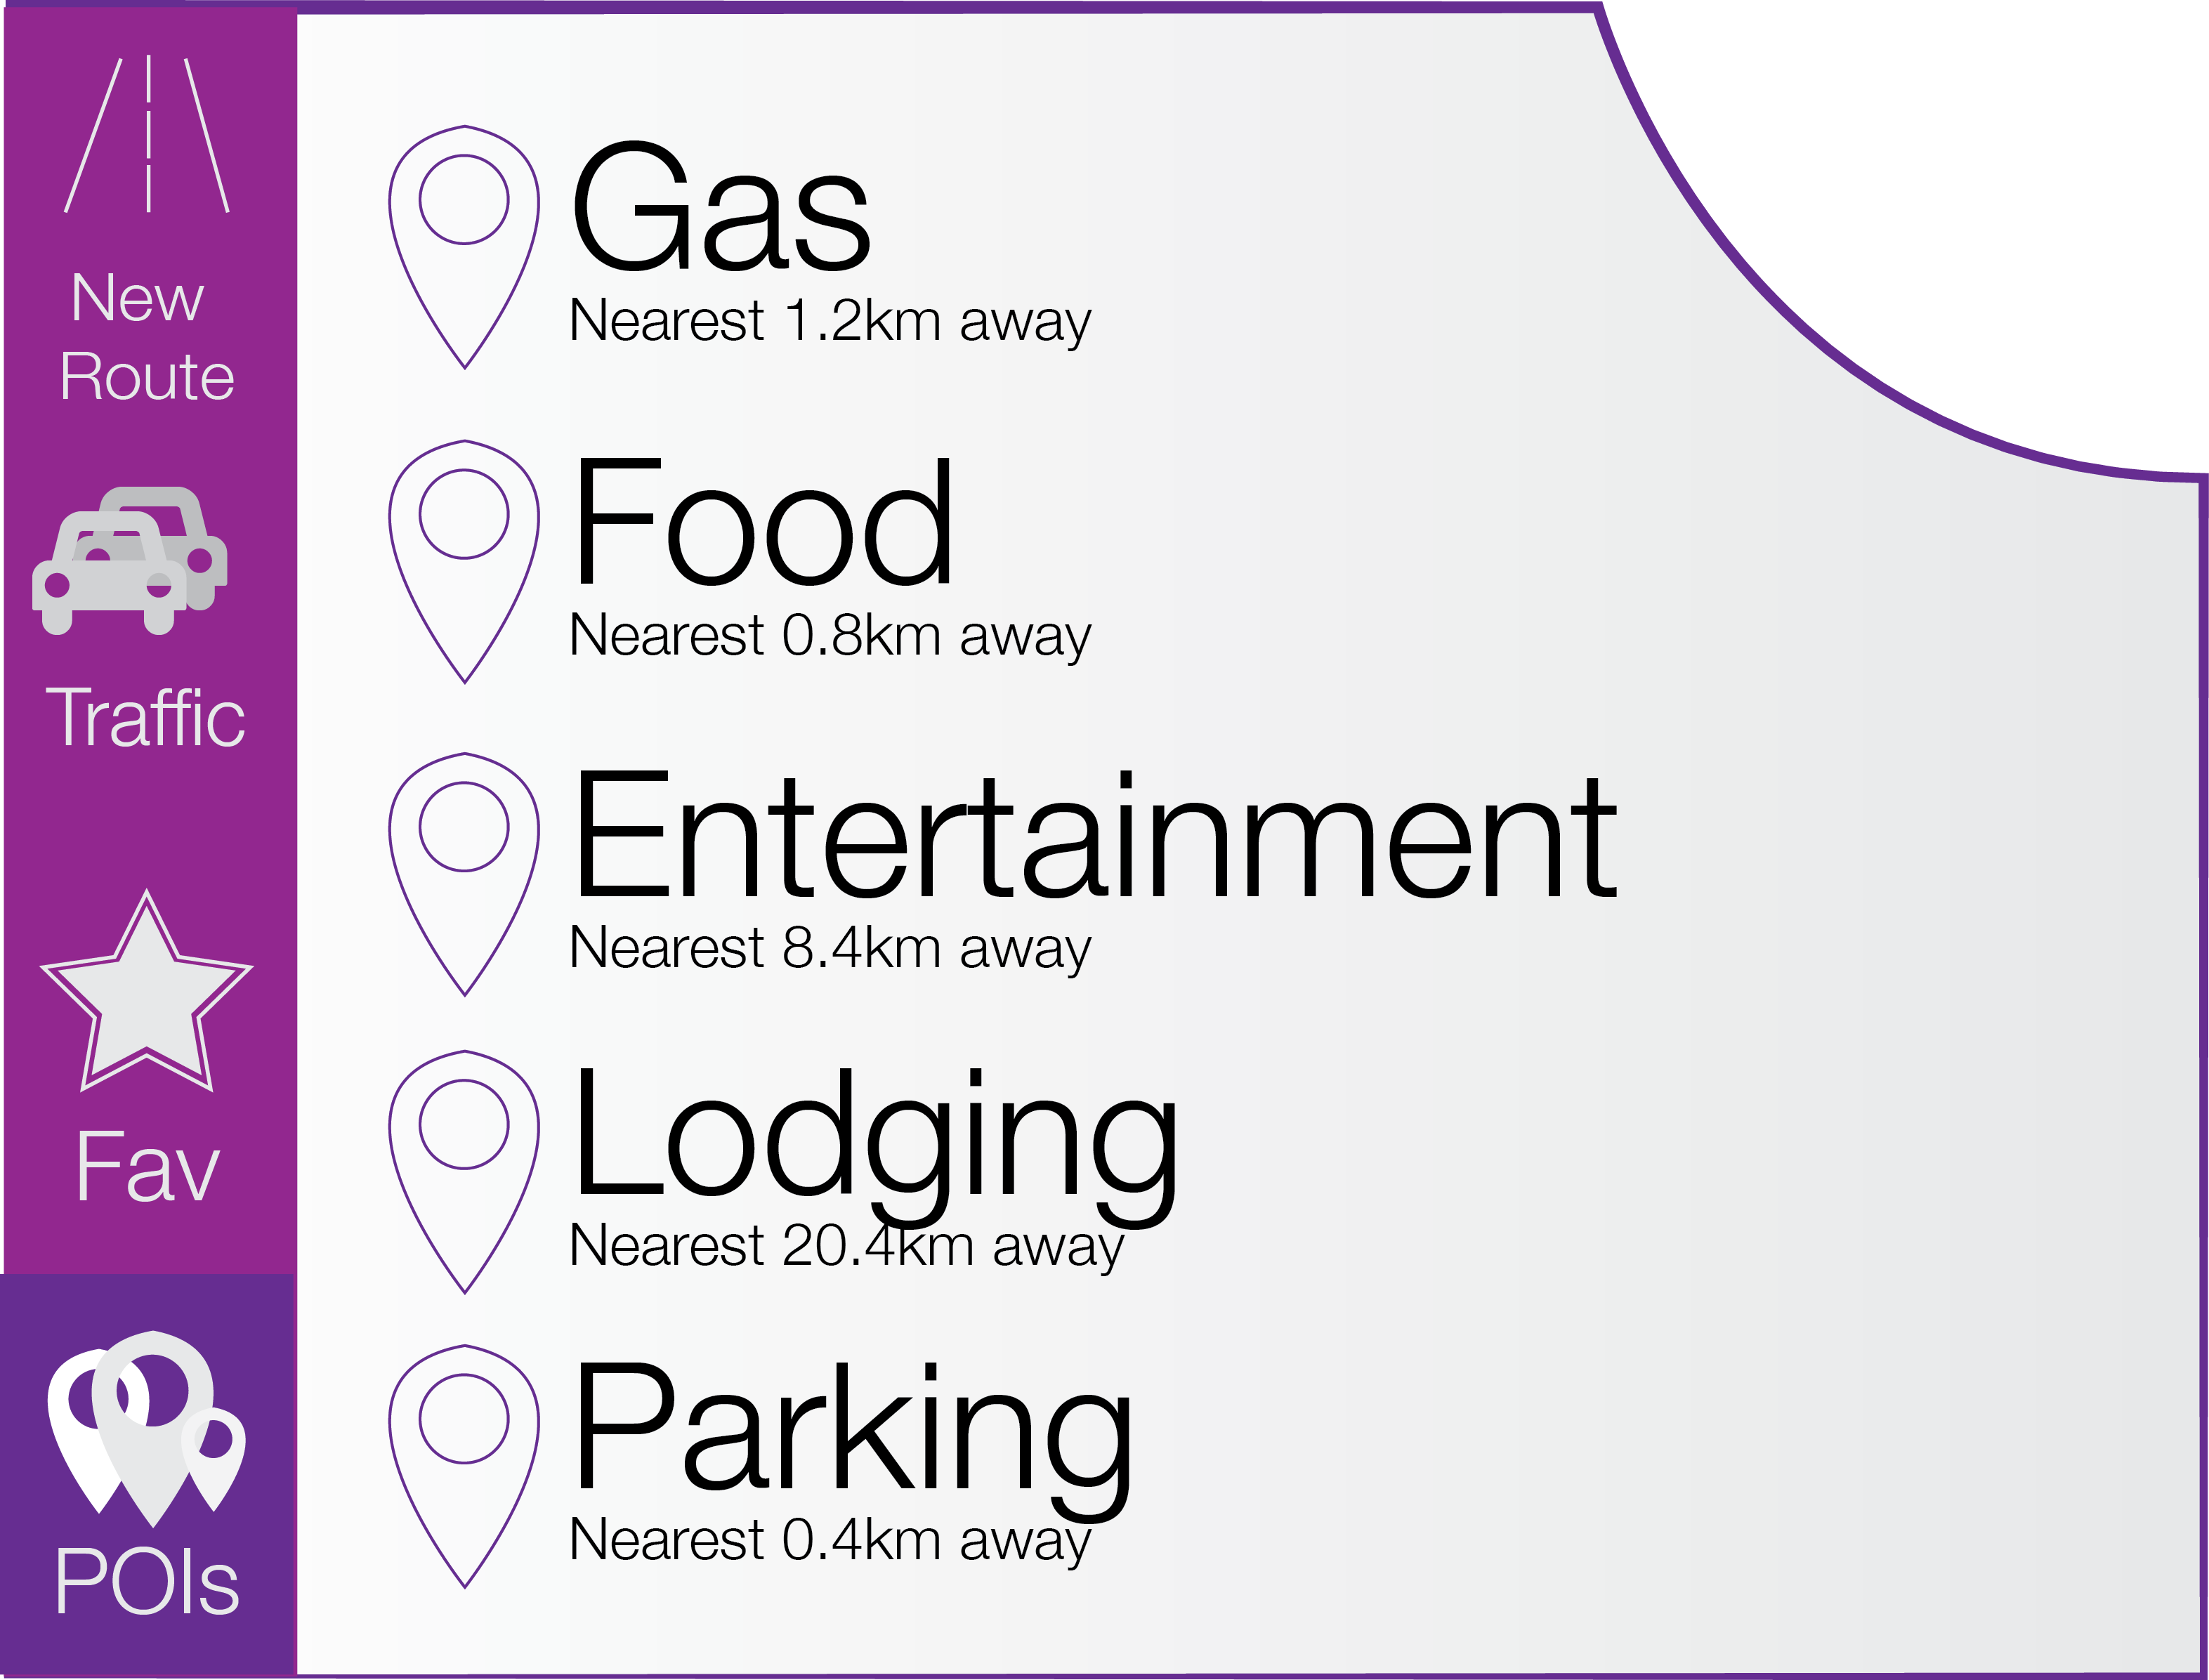 New
Route
Traffic
Fav
POIs
Gas
Nearest 1.2km away
Food
Nearest 0.8km away
Entertainment
Nearest 8.4km away
Lodging
Nearest 20.4km away
Parking
Nearest 0.4km away